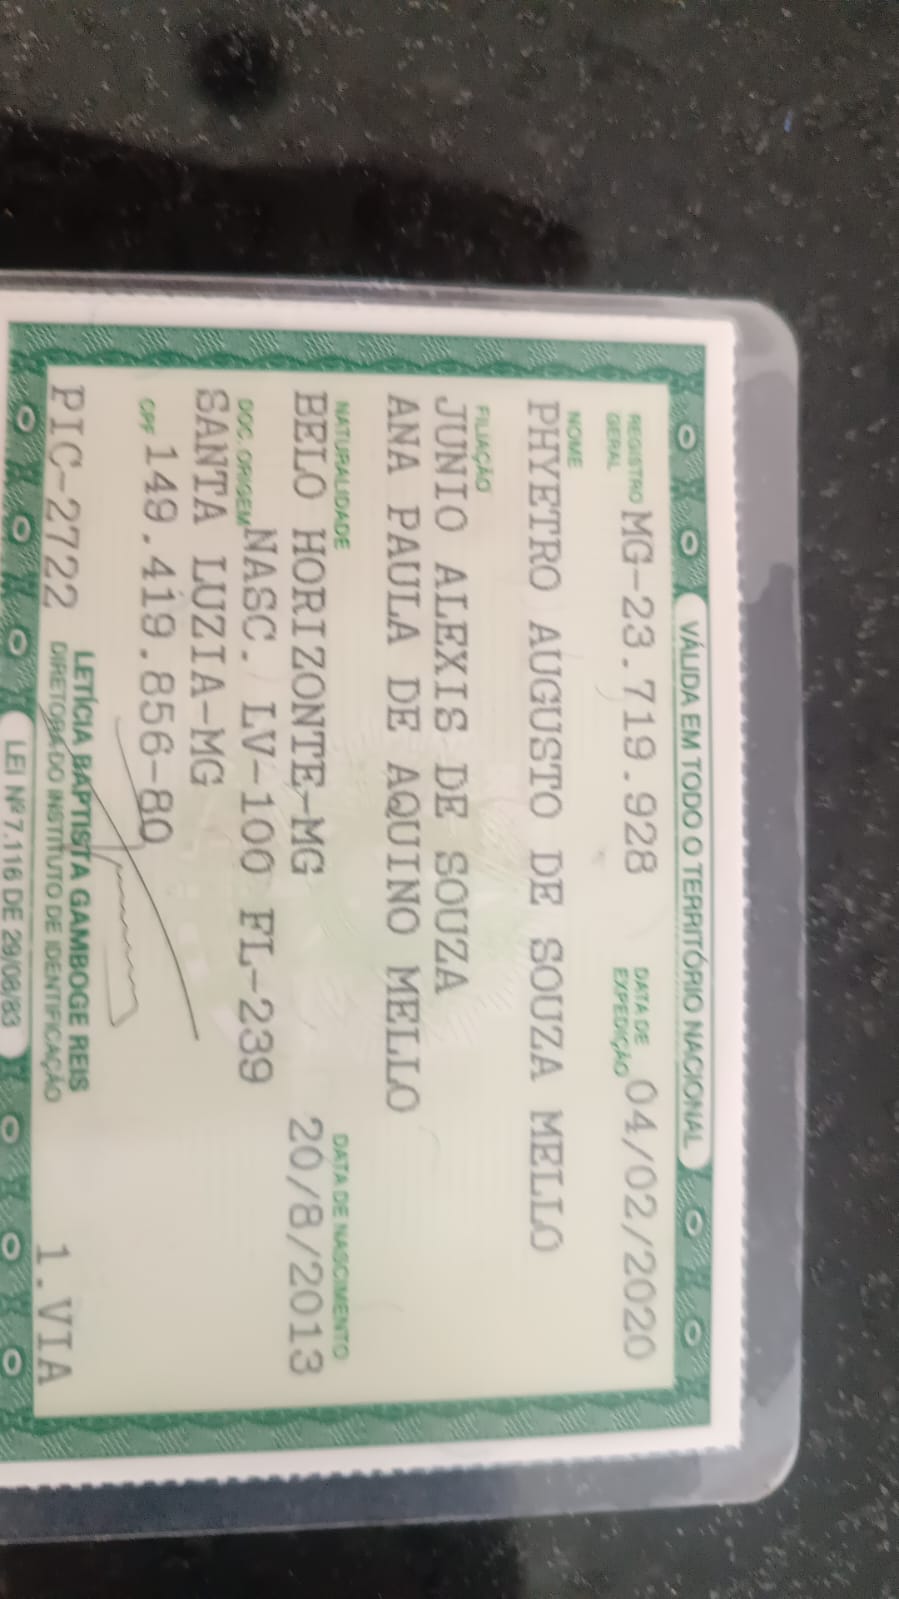 VÁLIDA EM TODO O TERRITÓRIO NACIONAL
REGISTRO GERAL MG-23.719.928 DATA DE EXPEDIÇÃO 04/02/2020
NOME
PHYETRO AUGUSTO DE SOUZA MELLO
FILIAÇÃO
JUNIO ALEXIS DE SOUZA
ANA PAULA DE AQUINO MELLO
NATURALIDADE DATA DE NASCIMENTO
BELO HORIZONTE-MG 20/8/2013
DOC. ORIGEM NASC. LV-100 FL-239
SANTA LUZIA-MG
CPF 149.419.856-80
LETÍCIA BAPTISTA GAMBOGE REIS
PIC-2722 DIRETORA DO INSTITUTO DE IDENTIFICAÇÃO 1.VIA
LEI Nº 7.116 DE 29/08/83